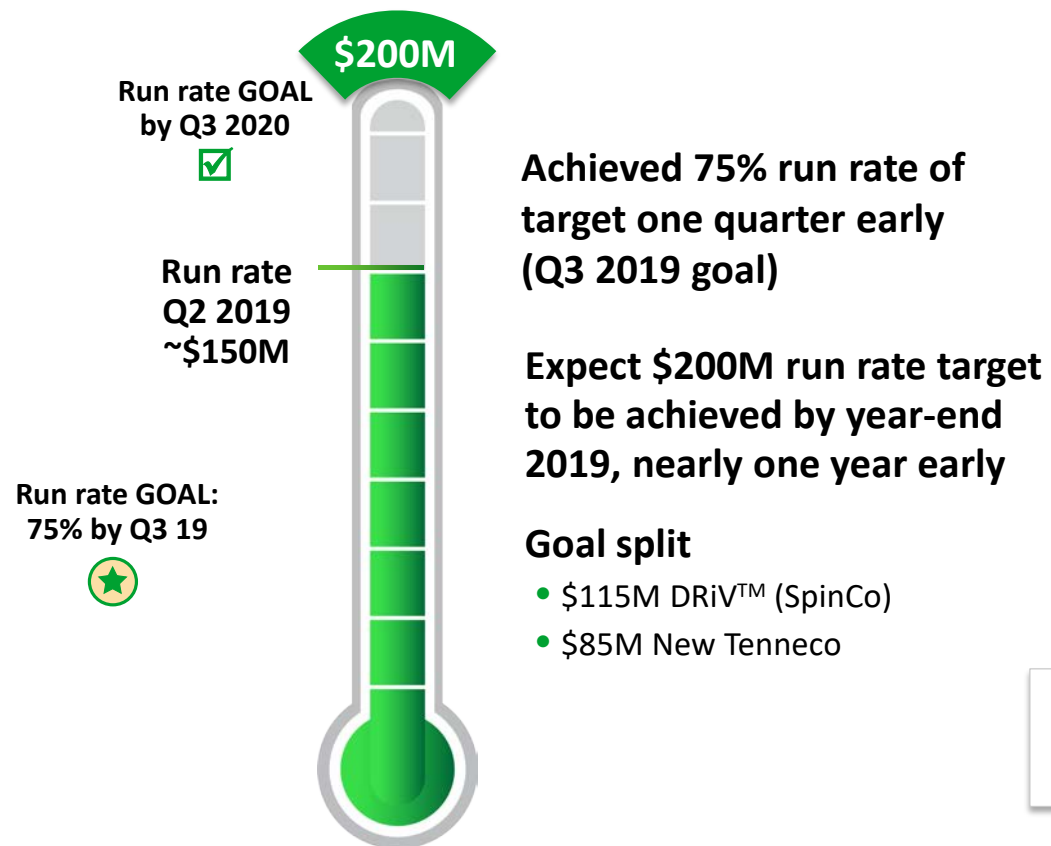 $200M
Run rate GOAL
by Q3 2020
Run rate
Q2 2019
~$150M
Run rate GOAL:
75% by Q3 19
Achieved 75% run rate of
target one quarter early
(Q3 2019 goal)
Expect $200M run rate target
to be achieved by year-end
2019, nearly one year early
Goal split
• $115M DRiV™ (SpinCo)
• $85M New Tenneco